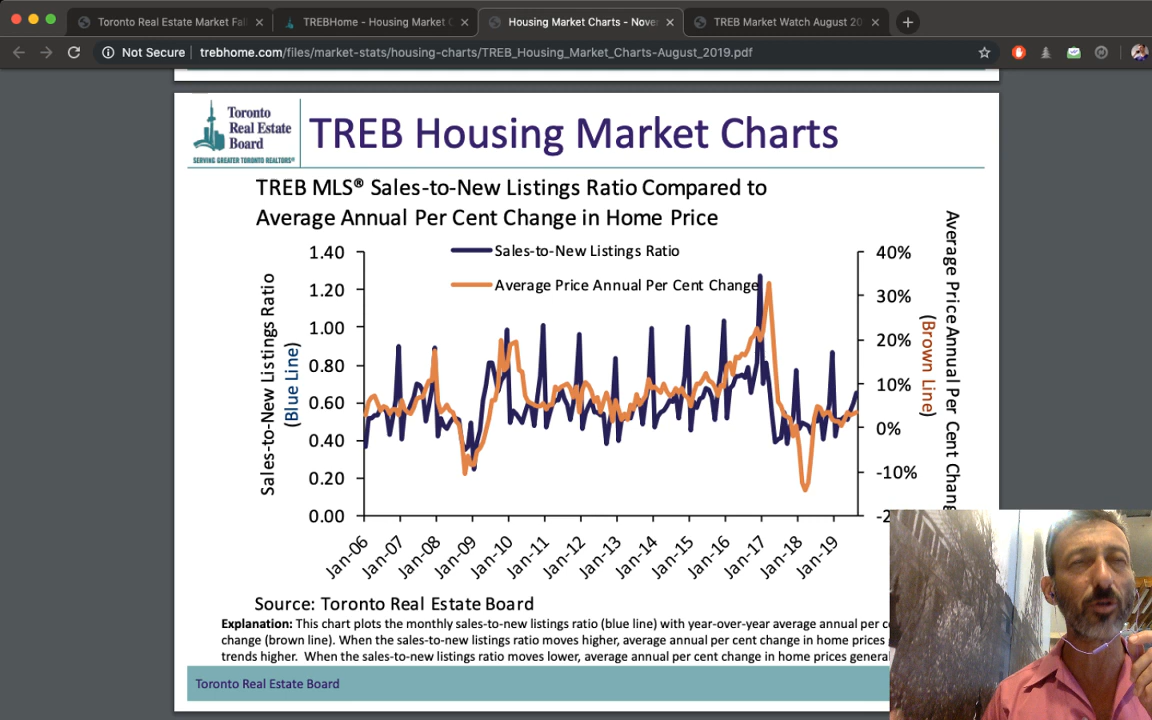 Toronto Real Estate Market Fal
TREBHome - Housing Market C
Housing Market Charts - Nove
TREB Market Watch August 20
Not Secure
trebhome.com/files/market-stats/housing-charts/TREB_Housing_Market_Charts-August_2019.pdf
Toronto
Real Estate
Board
SERVING GREATER TORONTO REALTORS®
TREB Housing Market Charts
TREB MLS® Sales-to-New Listings Ratio Compared to
Average Annual Per Cent Change in Home Price
Sales-to-New Listings Ratio
Average Price Annual Per Cent Change
Sales-to-New Listings Ratio
(Blue Line)
1.40
1.20
1.00
0.80
0.60
0.40
0.20
0.00
40%
30%
20%
10%
0%
-10%
-2
Average Price Annual Per Cent Chang
(Brown Line)
Jan-06
Jan-07
Jan-08
Jan-09
Jan-10
Jan-11
Jan-12
Jan-13
Jan-14
Jan-15
Jan-16
Jan-17
Jan-18
Jan-19
Source: Toronto Real Estate Board
Explanation: This chart plots the monthly sales-to-new listings ratio (blue line) with year-over-year average annual per c
change (brown line). When the sales-to-new listings ratio moves higher, average annual per cent change in home prices
trends higher. When the sales-to-new listings ratio moves lower, average annual per cent change in home prices general
Toronto Real Estate Board